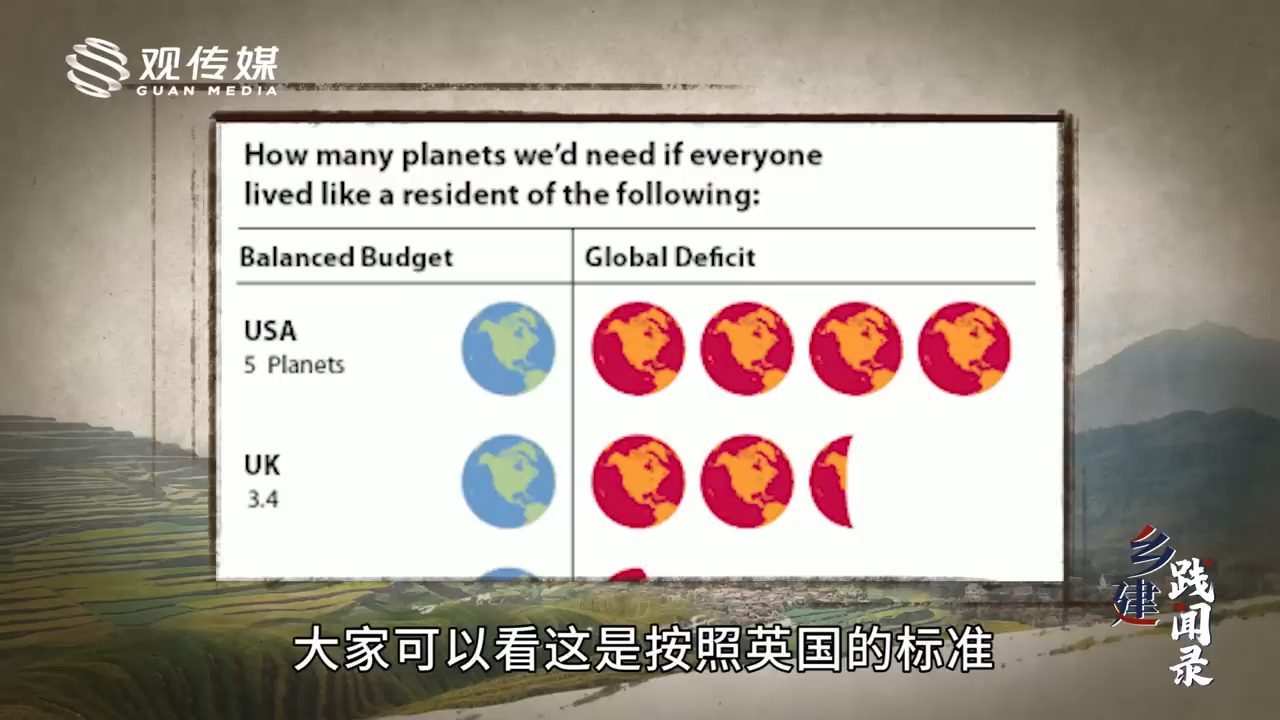 观传媒
GUAN MEDIA
How many planets we'd need if everyone
lived like a resident of the following:
Balanced Budget
Global Deficit
USA
5 Planets
UK
3.4
乡建
践闻录
大家可以看这是按照英国的标准